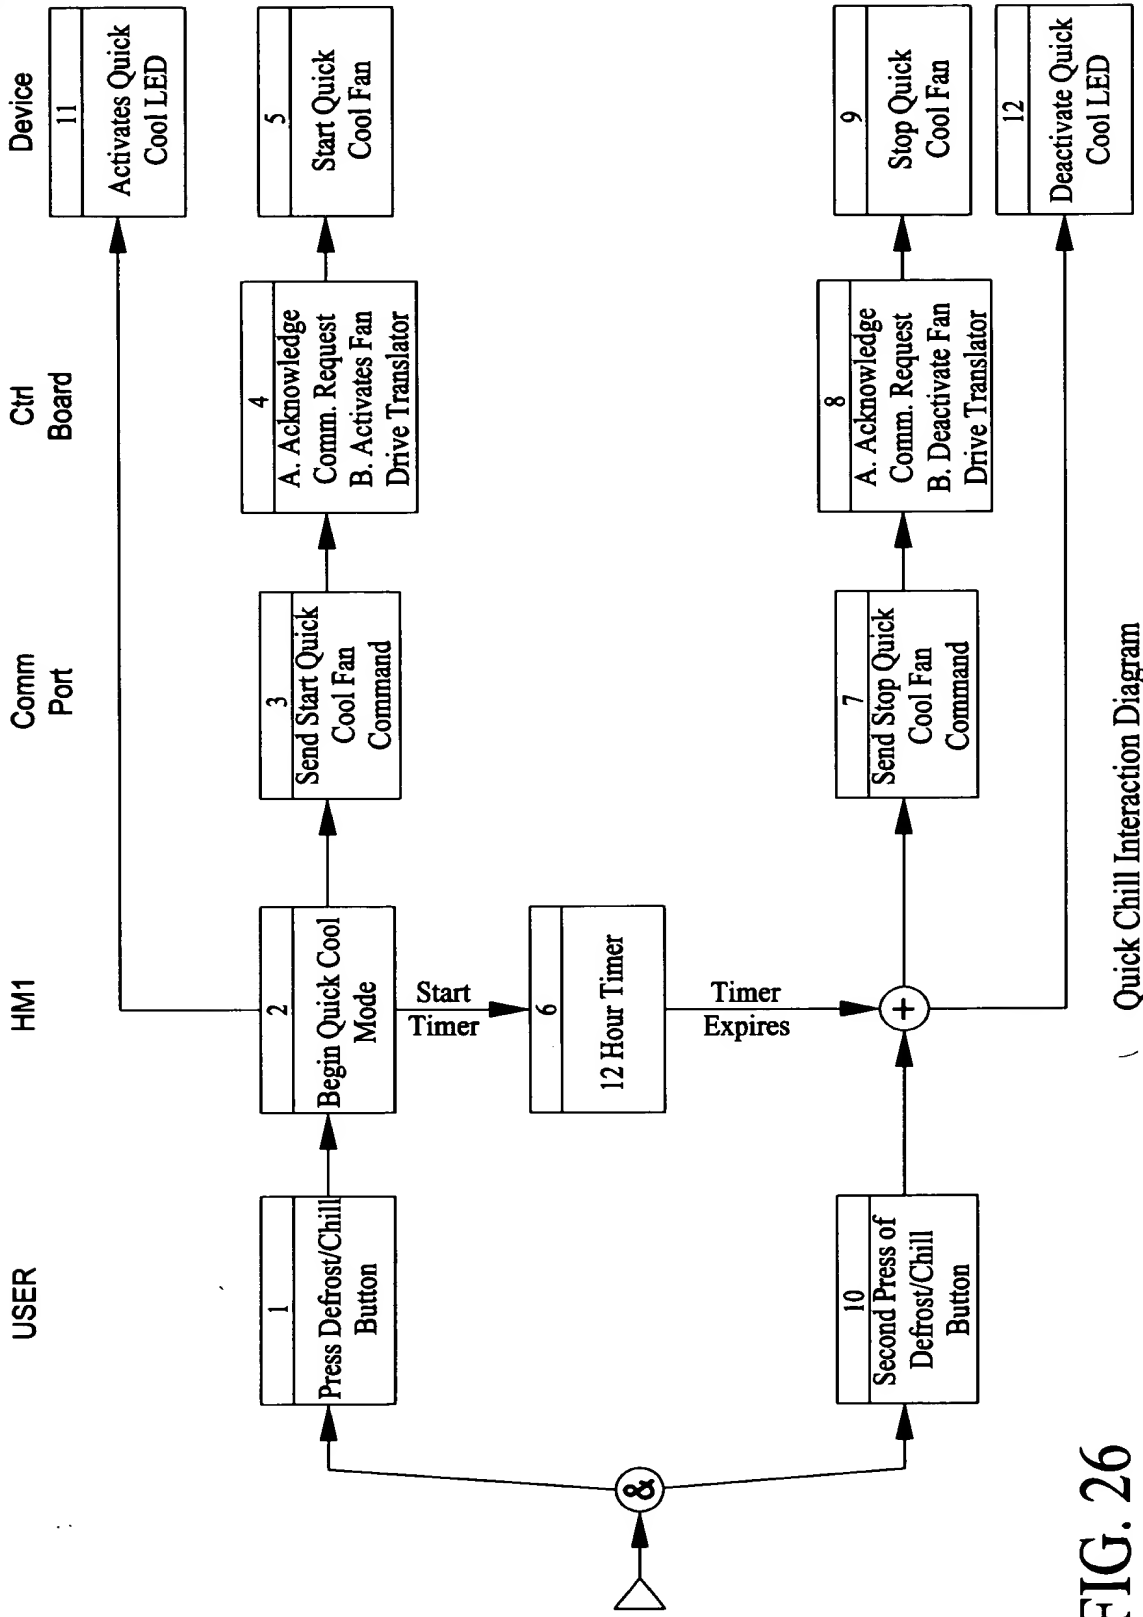 USER
HM1
Comm
Port
Ctrl
Board
Device
11
Activates Quick
Cool LED
1
Press Defrost/Chill
Button
2
Begin Quick Cool
Mode
3
Send Start Quick
Cool Fan
Command
4
A. Acknowledge
Comm. Request
B. Activates Fan
Drive Translator
5
Start Quick
Cool Fan
Start
Timer
6
12 Hour Timer
Timer
Expires
&
+
10
Second Press of
Defrost/Chill
Button
7
Send Stop Quick
Cool Fan
Command
8
A. Acknowledge
Comm. Request
B. Deactivate Fan
Drive Translator
9
Stop Quick
Cool Fan
12
Deactivate Quick
Cool LED
Quick Chill Interaction Diagram
FIG. 26